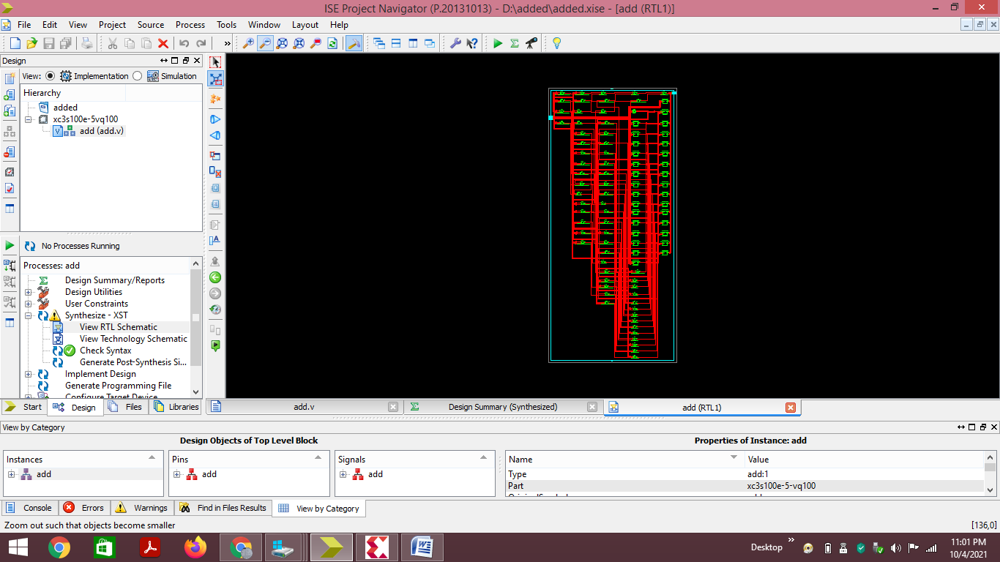 ISE Project Navigator (P.20131013) - D:\added\added.xise - [add (RTL1)]
File Edit View Project Source Process Tools Window Layout Help
Design
View: Implementation Simulation
Hierarchy
added
xc3s100e-5vq100
add (add.v)
No Processes Running
Processes: add
Design Summary/Reports
Design Utilities
User Constraints
Synthesize - XST
View RTL Schematic
View Technology Schematic
Check Syntax
Generate Post-Synthesis Si...
Implement Design
Generate Programming File
Configure Target Device
Start Design Files Libraries
add.v Design Summary (Synthesized) add (RTL1)
View by Category
Design Objects of Top Level Block Properties of Instance: add
Instances Pins Signals Name Value
add add add Type add:1
Part xc3s100e-5-vq100
Console Errors Warnings Find in Files Results View by Category
Zoom out such that objects become smaller [136,0]
Desktop 11:01 PM
10/4/2021